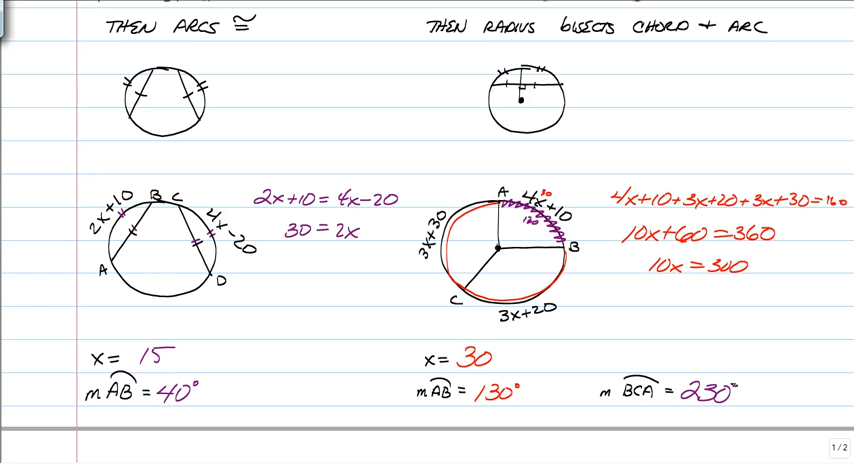 THEN ARCS ≅
THEN RADIUS BISECTS CHORD + ARC
2x+10
B
C
4x-20
A
D
2x+10 = 4x-20
30 = 2x
A
30
4x+10
130
3x+30
B
C
3x+20
4x+10+3x+20+3x+30=360
10x+60=360
10x=300
x= 15
x= 30
mAB = 40°
mAB = 130°
m BCA = 230°
1/2